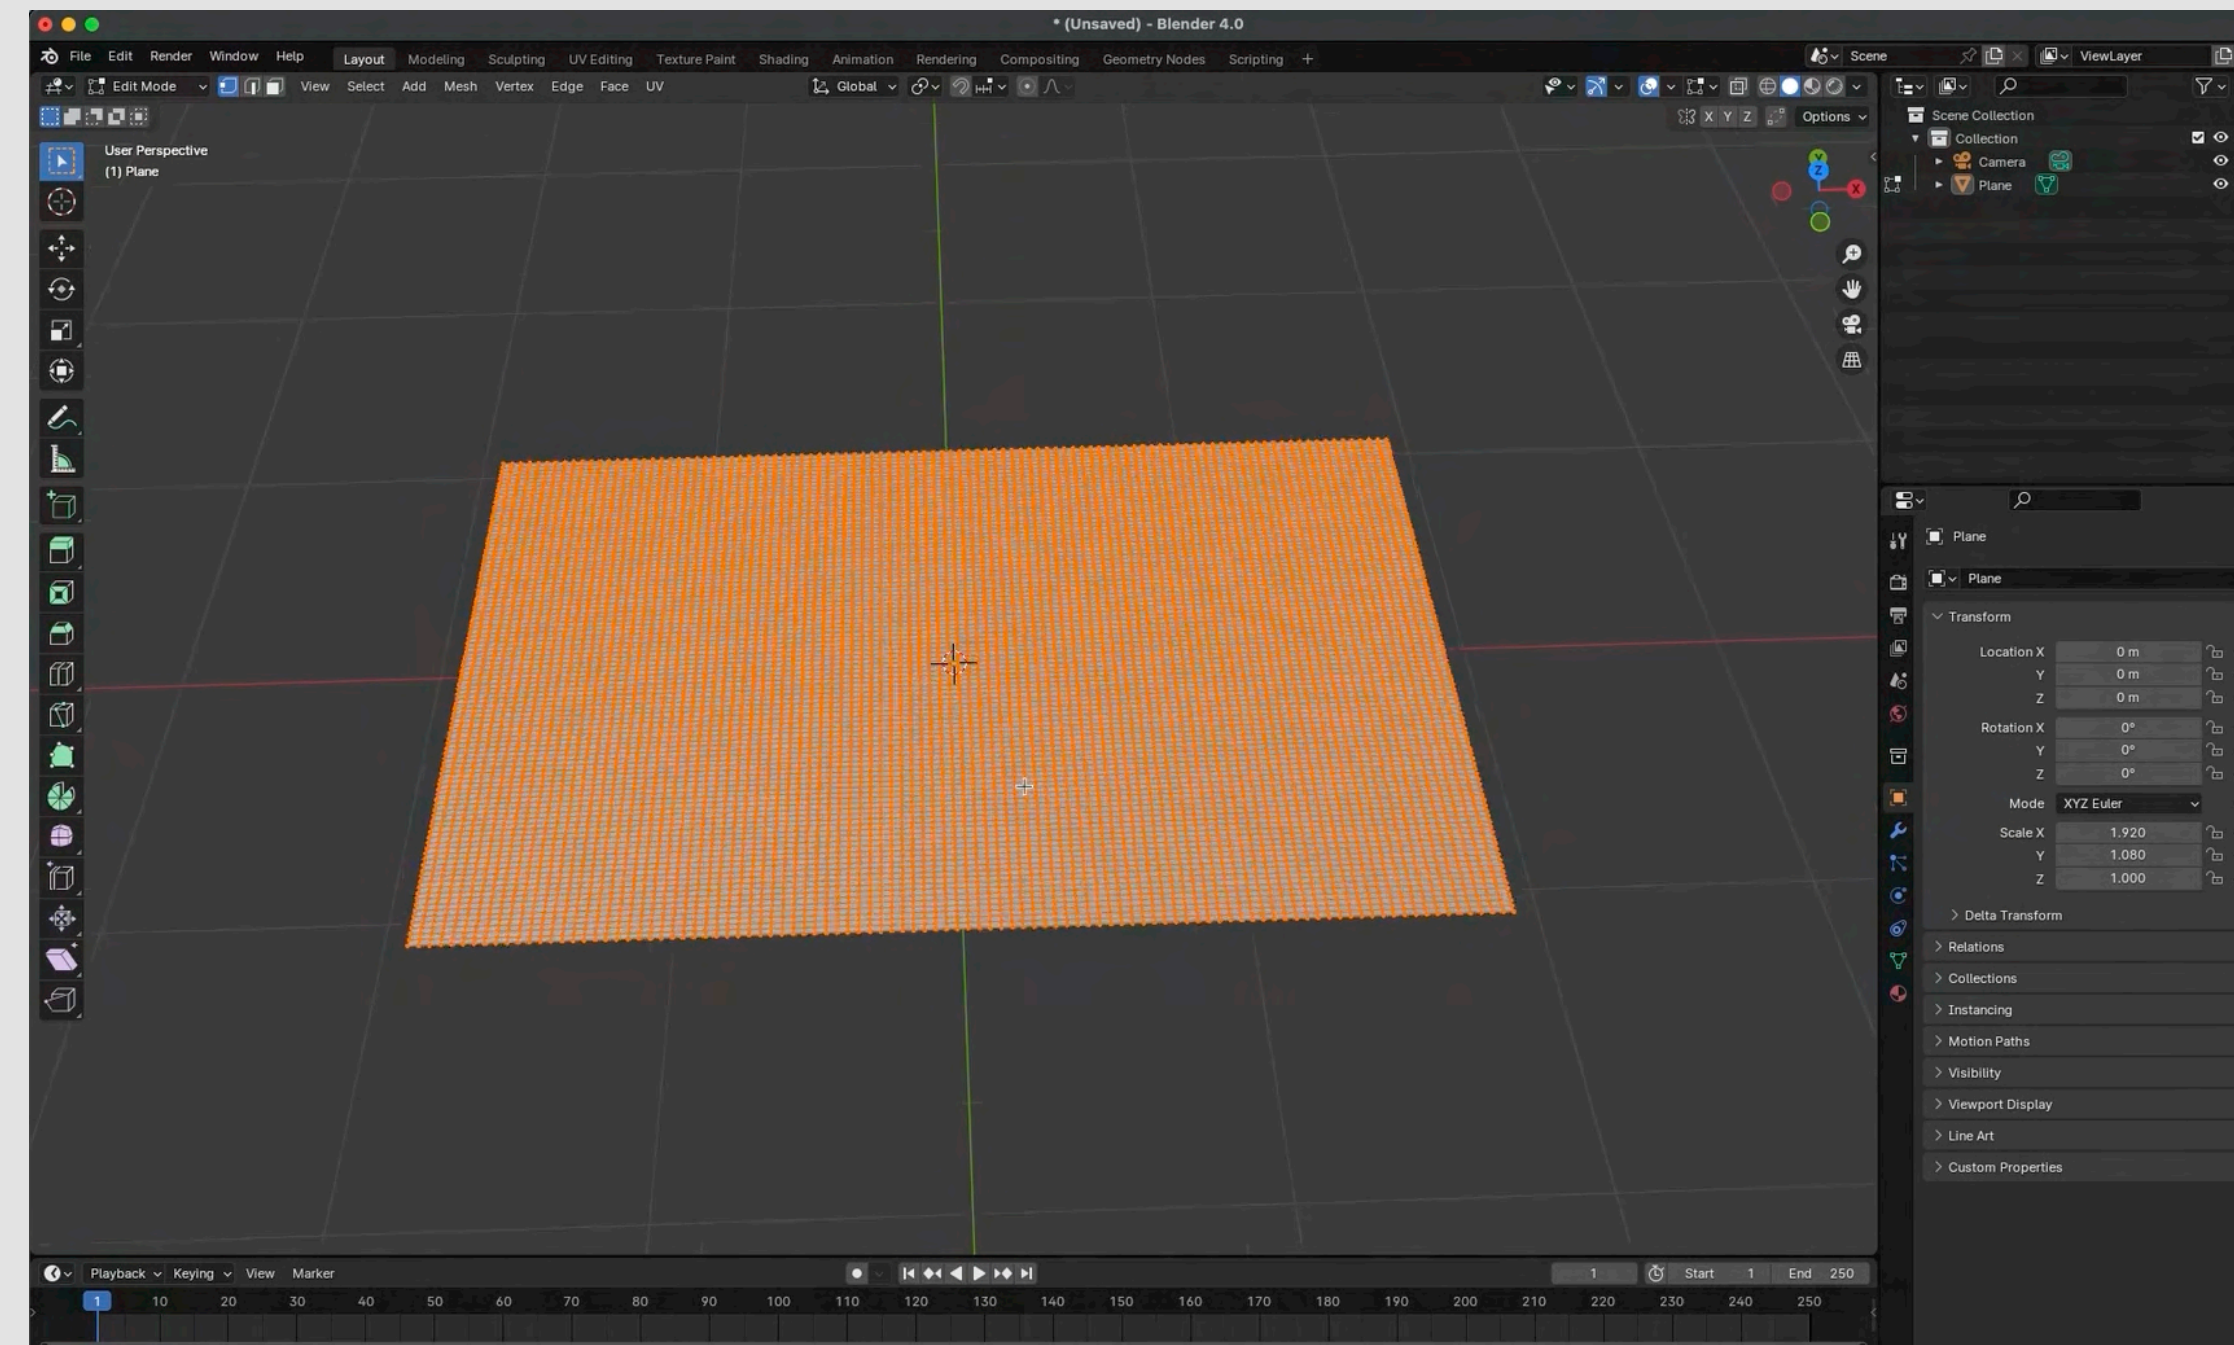 * (Unsaved) - Blender 4.0
File Edit Render Window Help Layout Modeling Sculpting UV Editing Texture Paint Shading Animation Rendering Compositing Geometry Nodes Scripting + Scene ViewLayer
Edit Mode View Select Add Mesh Vertex Edge Face UV Global
X Y Z Options
User Perspective
(1) Plane
Y
Z
X
Scene Collection
Collection
Camera
Plane
Plane
Plane
Transform
Location X 0 m
Y 0 m
Z 0 m
Rotation X 0°
Y 0°
Z 0°
Mode XYZ Euler
Scale X 1.920
Y 1.080
Z 1.000
Delta Transform
Relations
Collections
Instancing
Motion Paths
Visibility
Viewport Display
Line Art
Custom Properties
Playback Keying View Marker 1 Start 1 End 250
1 10 20 30 40 50 60 70 80 90 100 110 120 130 140 150 160 170 180 190 200 210 220 230 240 250